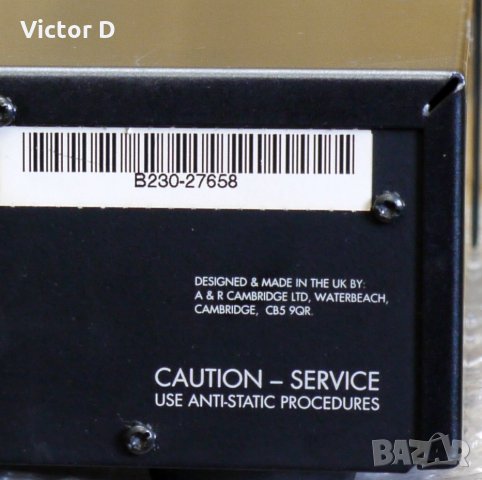 Victor D
B230-27658
DESIGNED & MADE IN THE UK BY:
A & R CAMBRIDGE LTD, WATERBEACH,
CAMBRIDGE, CB5 9QR.
CAUTION – SERVICE
USE ANTI-STATIC PROCEDURES
BAZAR